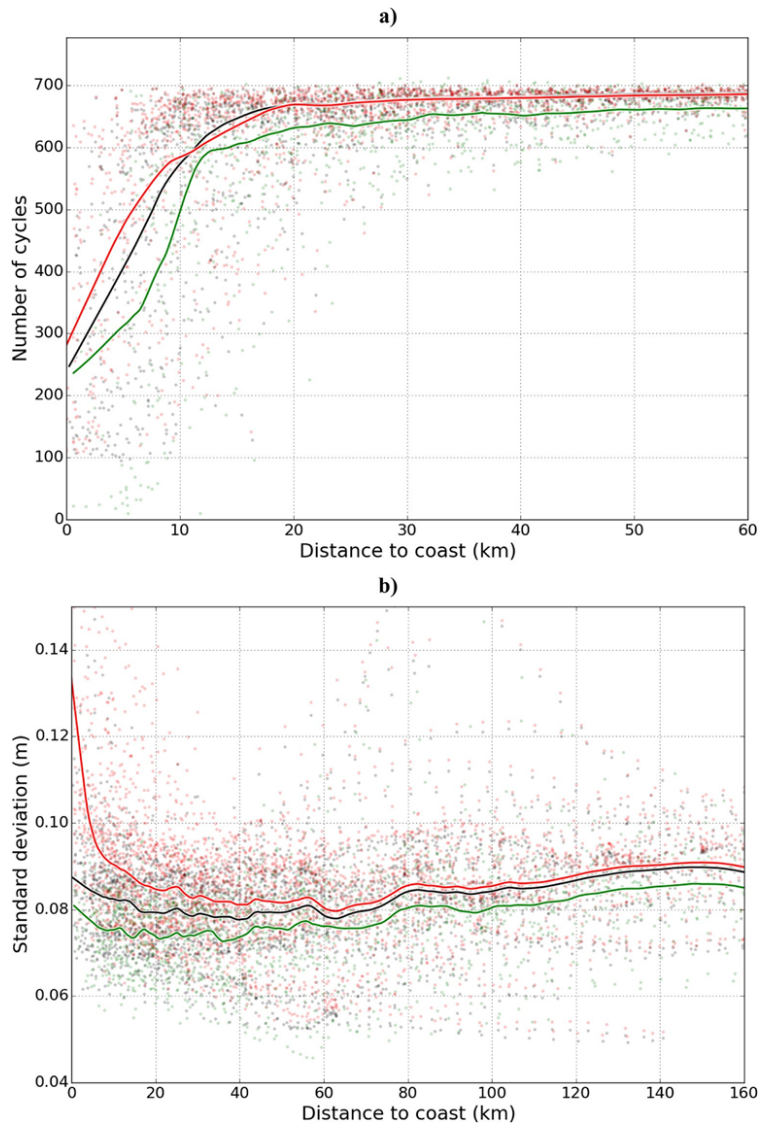 a)
700
600
500
400
300
200
100
0
Number of cycles
0 10 20 30 40 50 60
Distance to coast (km)
b)
0.14
0.12
0.10
0.08
0.06
0.04
Standard deviation (m)
0 20 40 60 80 100 120 140 160
Distance to coast (km)